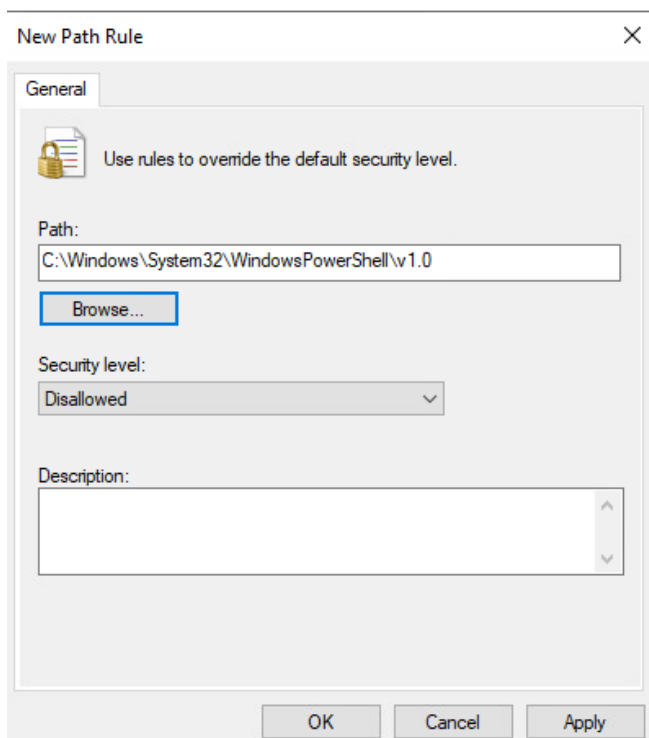 New Path Rule
General
Use rules to override the default security level.
Path:
C:\Windows\System32\WindowsPowerShell\v1.0
Browse...
Security level:
Disallowed
Description:
OK Cancel Apply